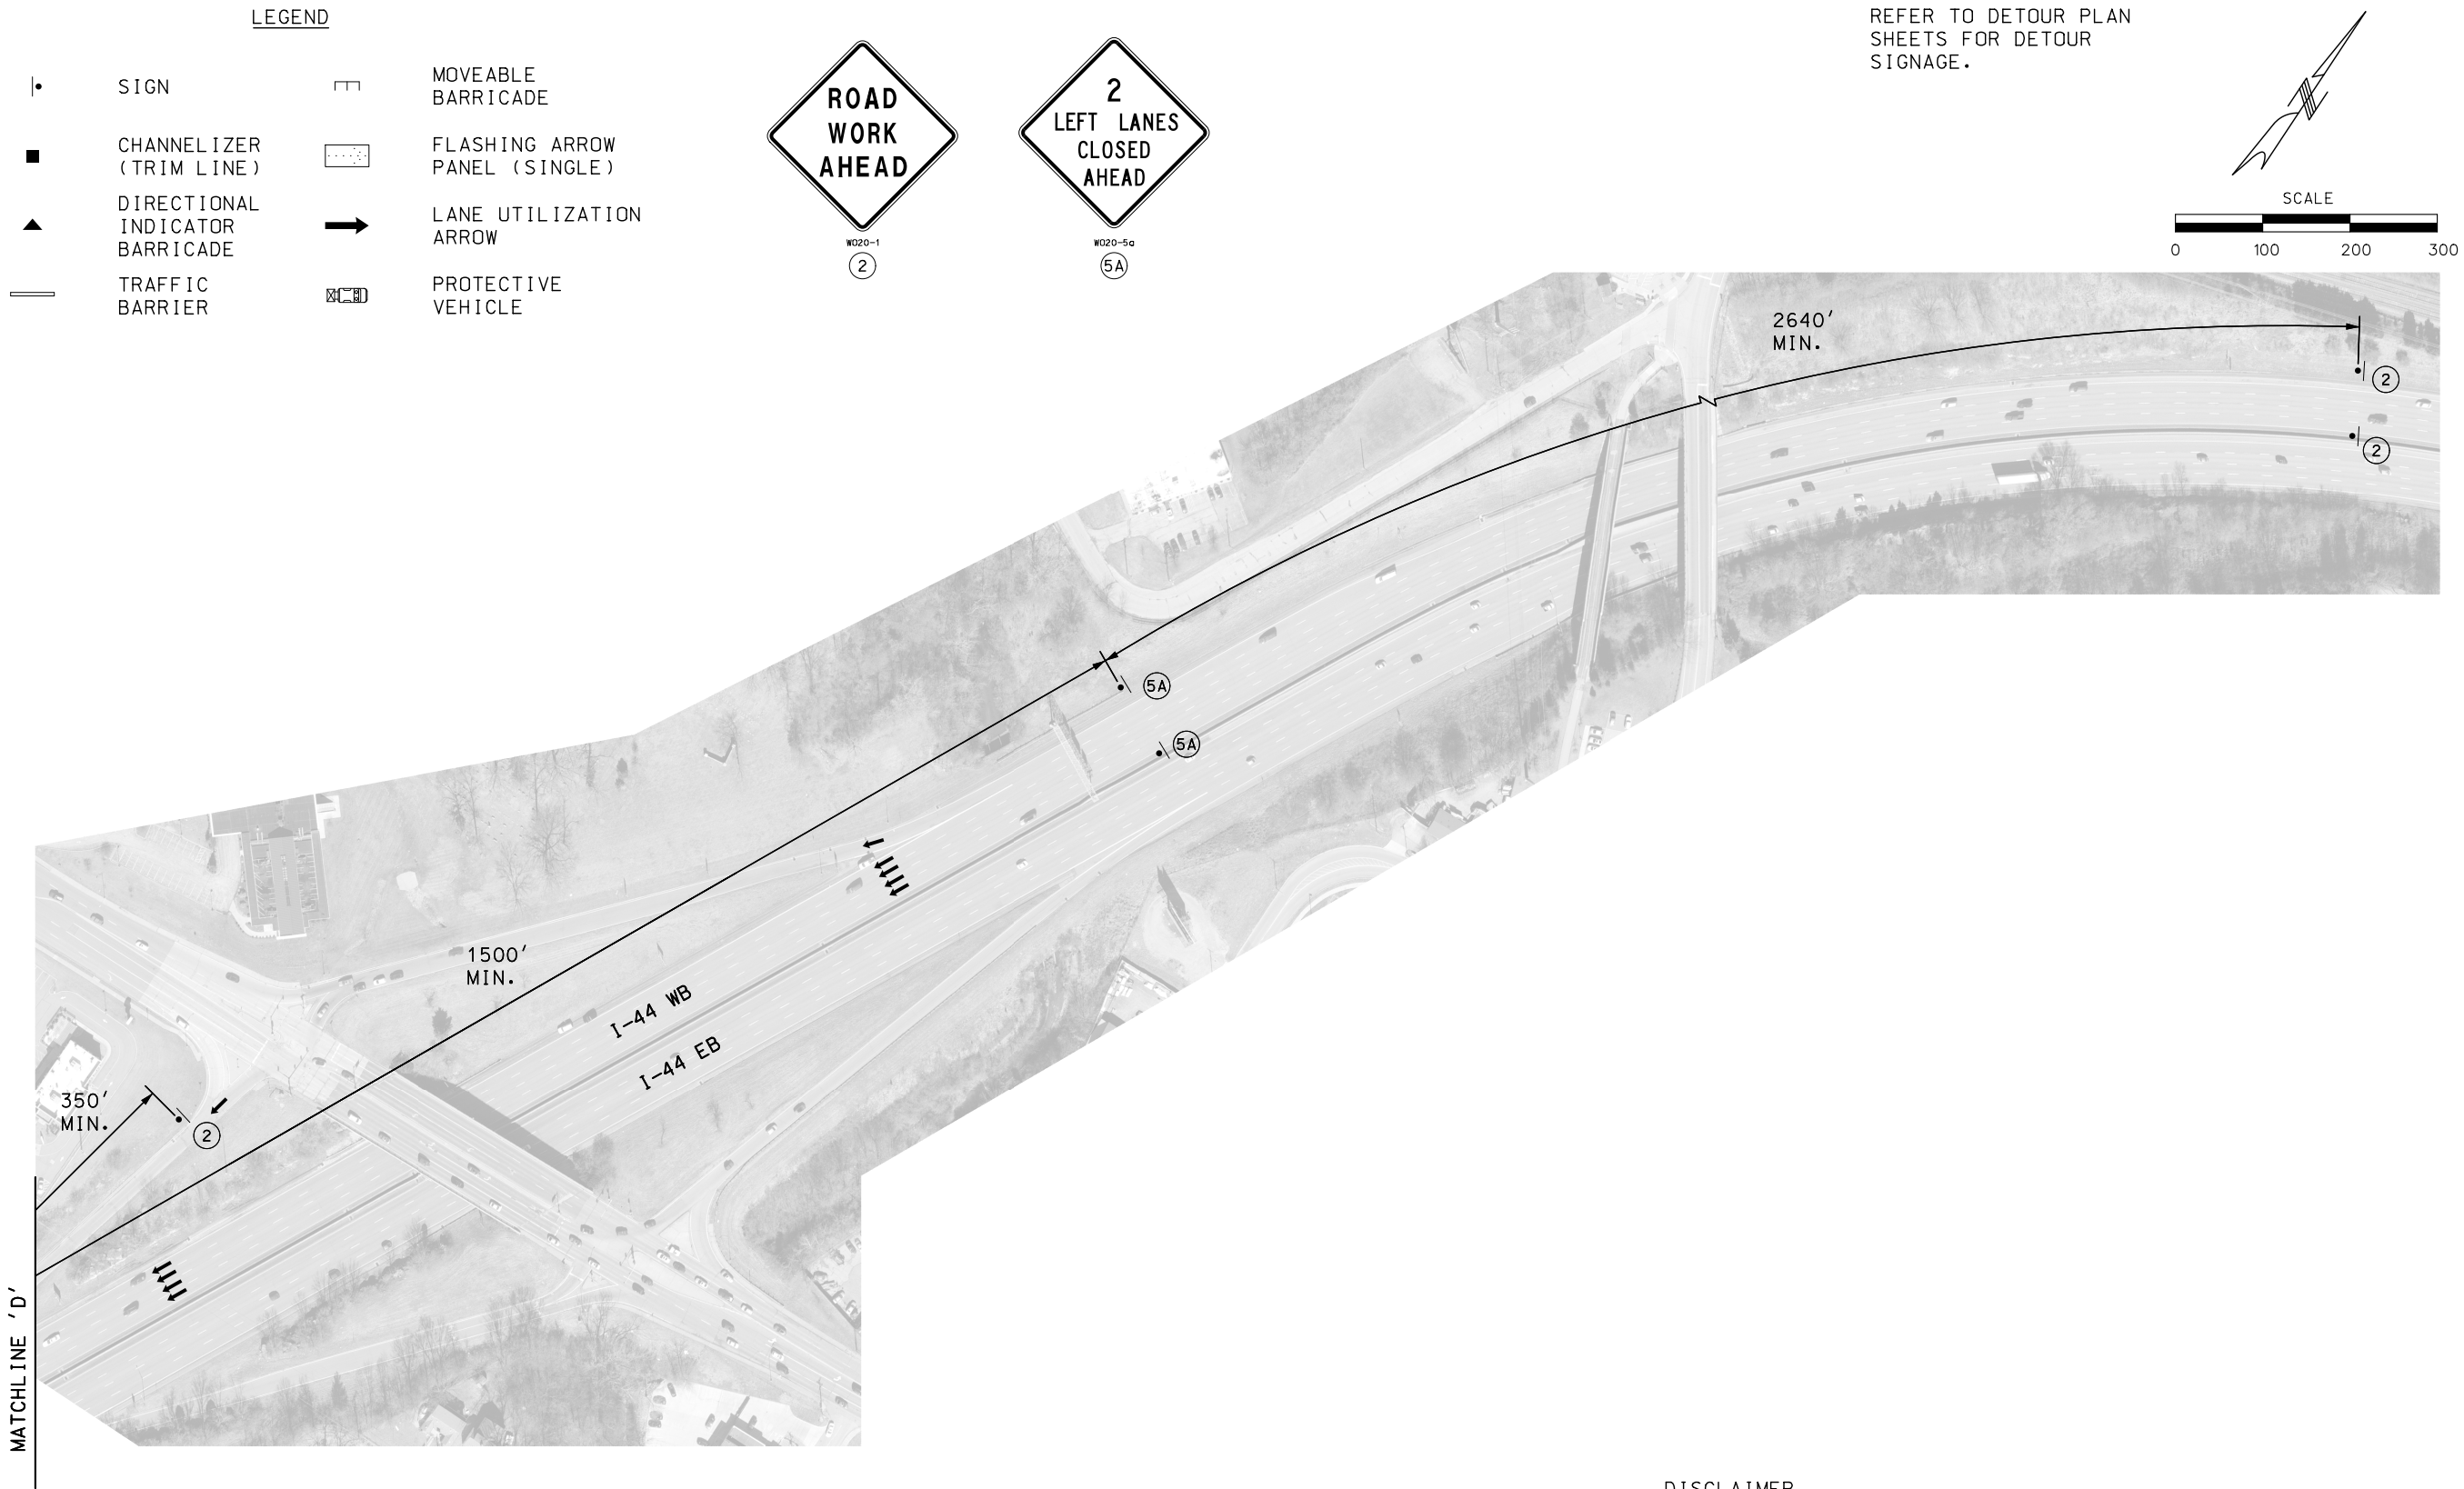 LEGEND
SIGN
CHANNELIZER
(TRIM LINE)
DIRECTIONAL
INDICATOR
BARRICADE
TRAFFIC
BARRIER
MOVEABLE
BARRICADE
FLASHING ARROW
PANEL (SINGLE)
LANE UTILIZATION
ARROW
PROTECTIVE
VEHICLE
ROAD
WORK
AHEAD
WO20-1
2
2
LEFT LANES
CLOSED
AHEAD
WO20-5a
5A
REFER TO DETOUR PLAN
SHEETS FOR DETOUR
SIGNAGE.
SCALE
0 100 200 300
2640'
MIN.
2
2
5A
5A
1500'
MIN.
I-44 WB
I-44 EB
350'
MIN.
2
MATCHLINE 'D'
DISCLAIMER